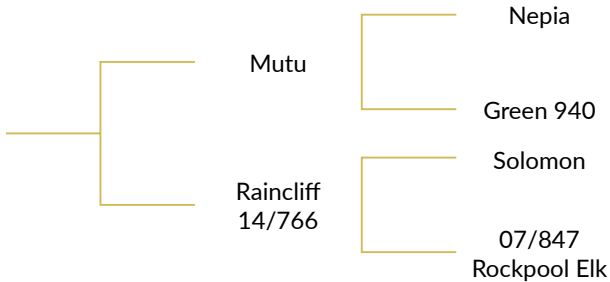 Nepia
Mutu
Green 940
Solomon
Raincliff
14/766
07/847
Rockpool Elk